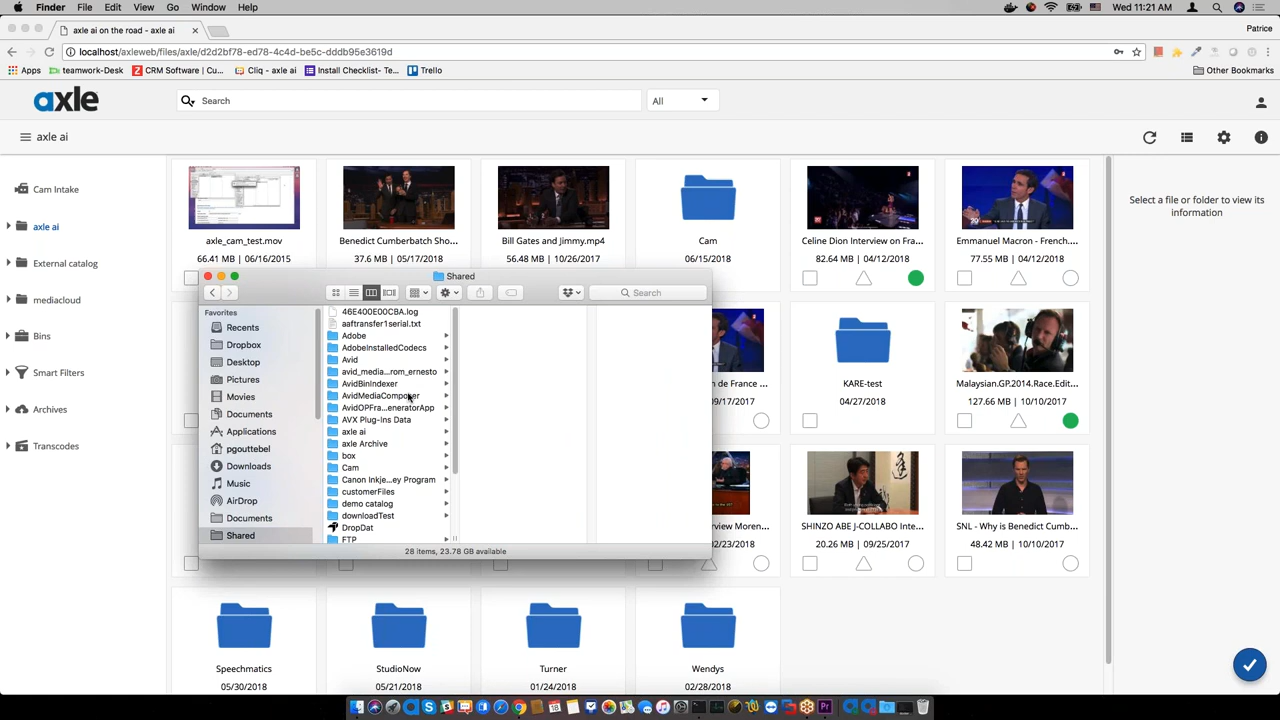 Finder File Edit View Go Window Help
Wed 11:21 AM
axle ai on the road - axle ai
Patrice
localhost/axleweb/files/axle/d2d2bf78-ed78-4c4d-be5c-dddb95e3619d
Apps teamwork-Desk CRM Software | Cu... Cliq - axle ai Install Checklist- Te... Trello Other Bookmarks
axle
Search
All
axle ai
Cam Intake
axle ai
External catalog
mediacloud
Bins
Smart Filters
Archives
Transcodes
axle_cam_test.mov
66.41 MB | 06/16/2015
Benedict Cumberbatch Sho...
37.6 MB | 05/17/2018
Bill Gates and Jimmy.mp4
56.48 MB | 10/26/2017
Cam
06/15/2018
Celine Dion Interview on Fra...
82.64 MB | 04/12/2018
Emmanuel Macron - French....
77.55 MB | 04/12/2018
Select a file or folder to view its
information
Shared
Search
Favorites
Recents
Dropbox
Desktop
Pictures
Movies
Documents
Applications
pgouttebel
Downloads
Music
AirDrop
Documents
Shared
46E400E00CBA.log
aaftransfer1serial.txt
Adobe
AdobeInstalledCodecs
Avid
avid_media...rom_ernesto
AvidBinIndexer
AvidMediaComposer
AvidOPFra...eneratorApp
AVX Plug-Ins Data
axle ai
axle Archive
box
Cam
Canon Inkje...ey Program
customerFiles
demo catalog
downloadTest
DropDat
FTP
28 items, 23.78 GB available
n de France ...
09/17/2017
KARE-test
04/27/2018
Malaysian.GP.2014.Race.Edit...
127.66 MB | 10/10/2017
rview Moren...
02/23/2018
SHINZO ABE J-COLLABO Inte...
20.26 MB | 09/25/2017
SNL - Why is Benedict Cumb...
48.42 MB | 10/10/2017
Speechmatics
05/30/2018
StudioNow
05/21/2018
Turner
01/24/2018
Wendys
02/28/2018